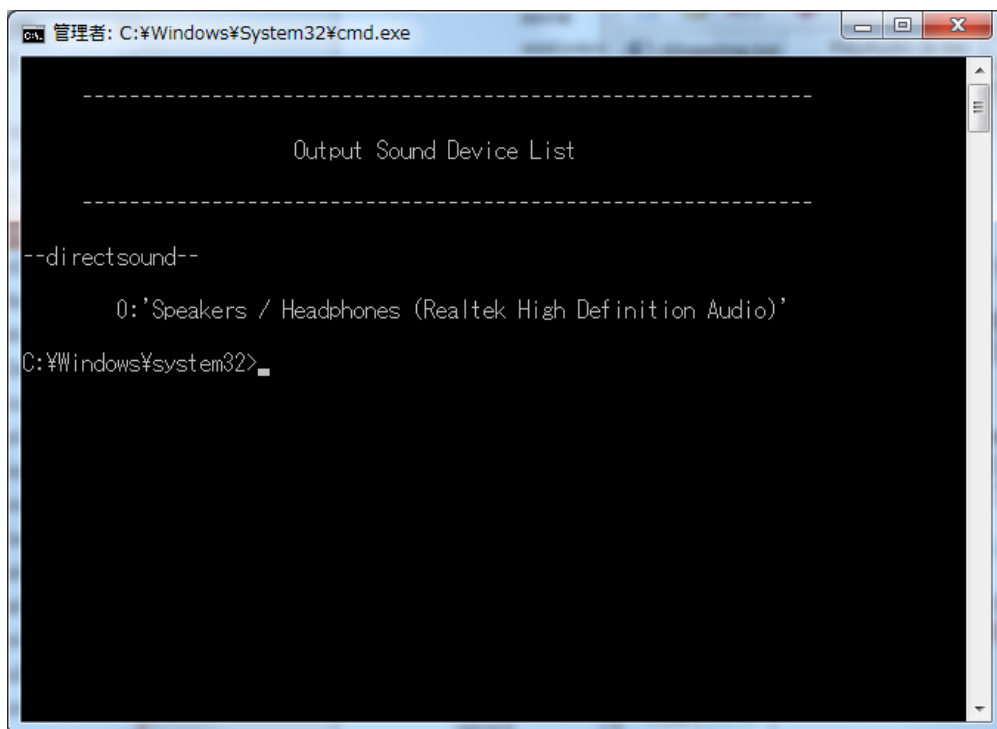 管理者: C:¥Windows¥System32¥cmd.exe
--------------------------------------------------------------
Output Sound Device List
--------------------------------------------------------------
--directsound--
0:'Speakers / Headphones (Realtek High Definition Audio)'
C:¥Windows¥system32>_